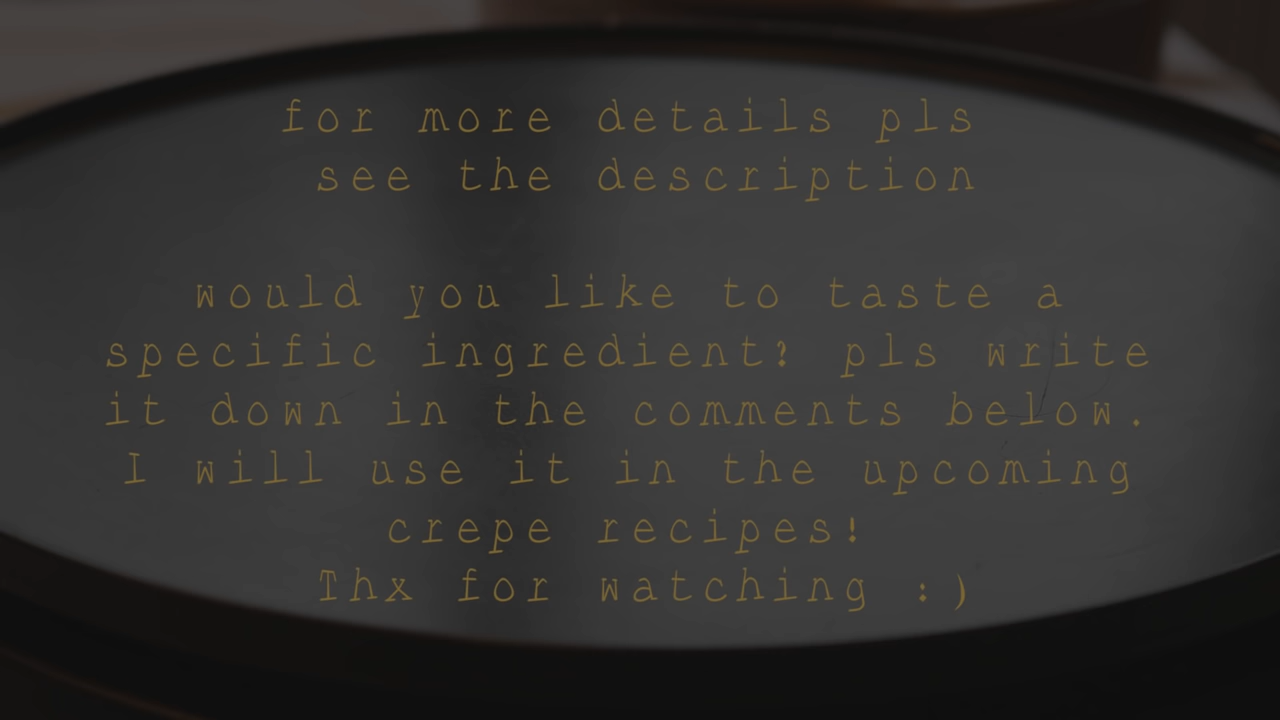 for more details pls
see the description
would you like to taste a
specific ingredient? pls write
it down in the comments below.
I will use it in the upcoming
crepe recipes!
Thx for watching :)